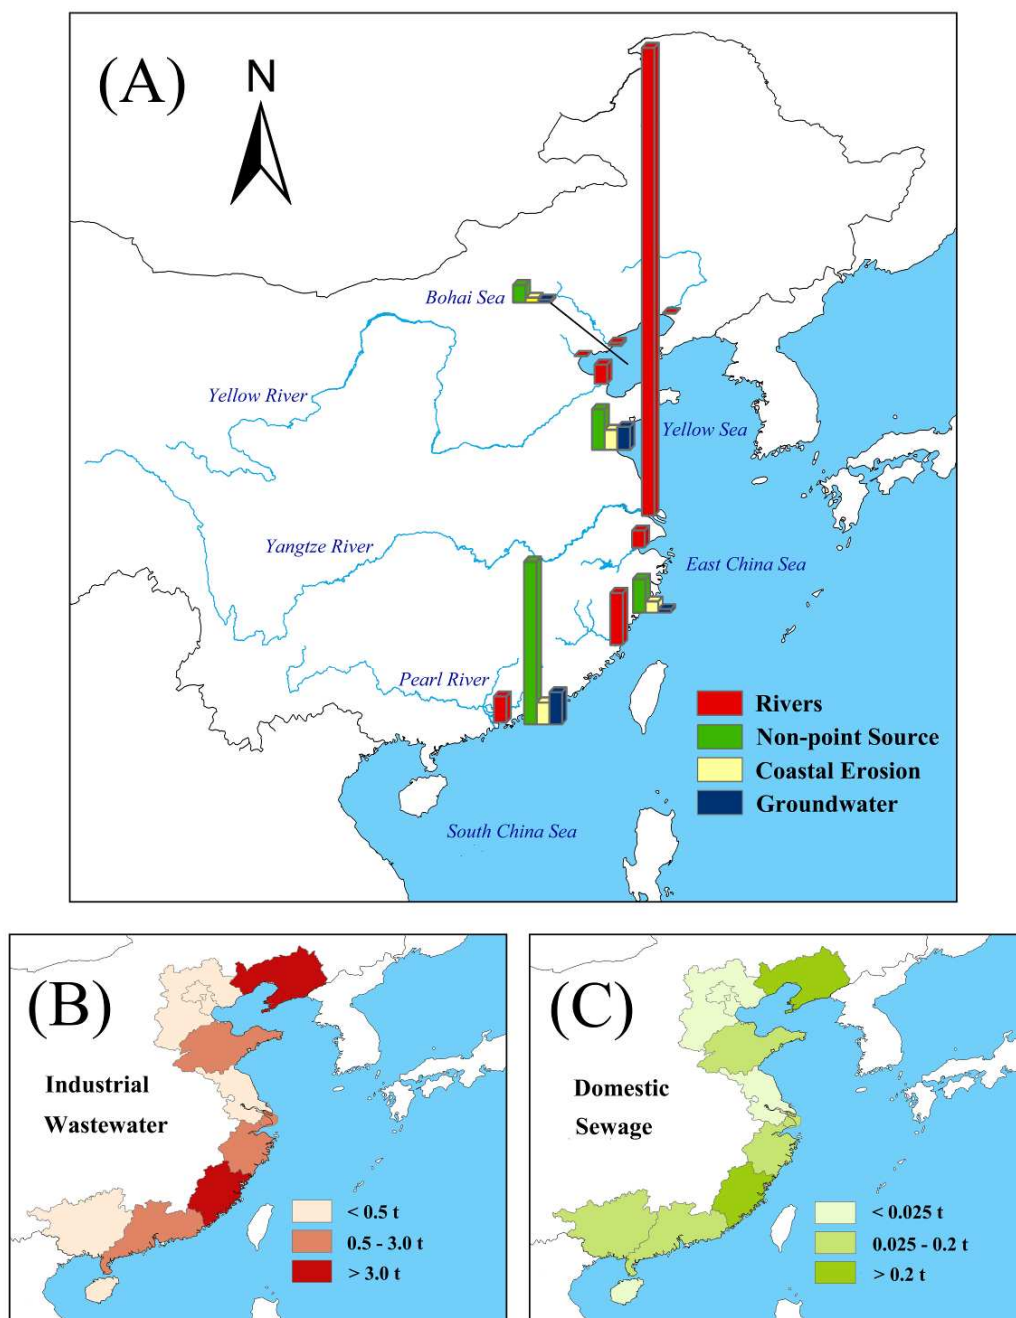 (A)
N
Bohai Sea
Yellow River
Yellow Sea
Yangtze River
East China Sea
Pearl River
Rivers
Non-point Source
Coastal Erosion
Groundwater
South China Sea
(B)
Industrial
Wastewater
< 0.5 t
0.5 - 3.0 t
> 3.0 t
(C)
Domestic
Sewage
< 0.025 t
0.025 - 0.2 t
> 0.2 t